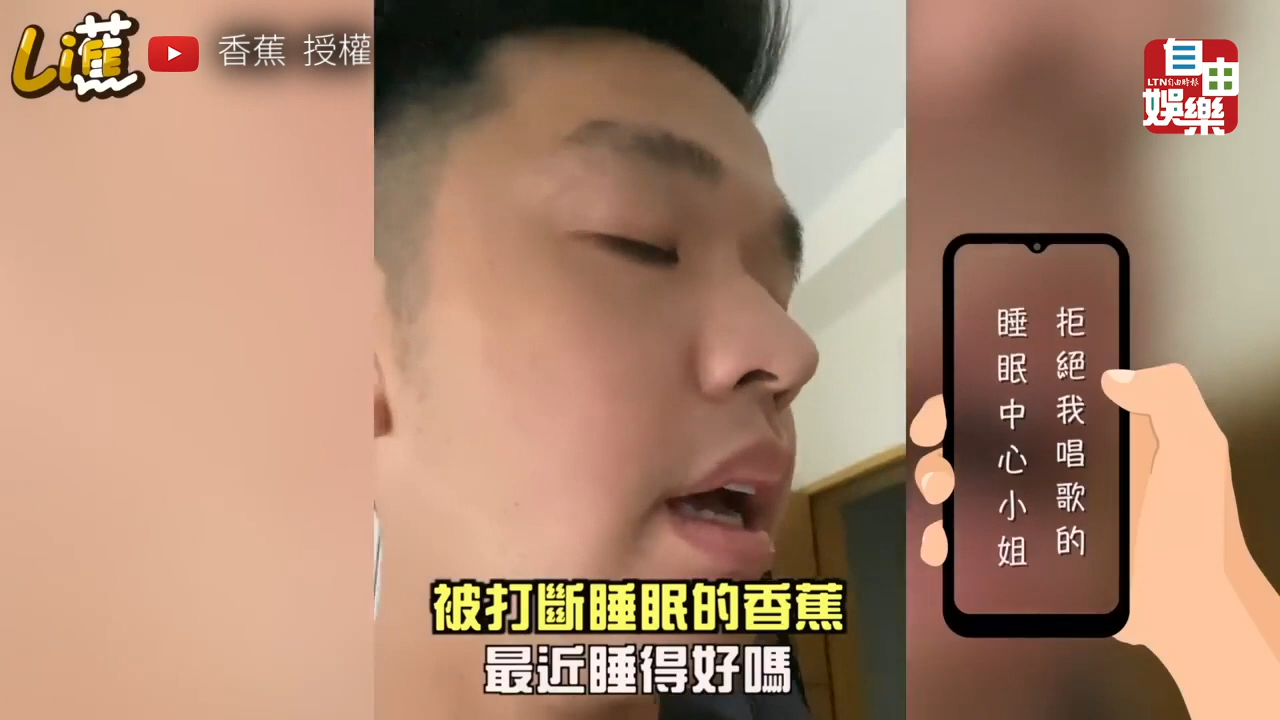 Li蕉
香蕉 授權
自由
LTN自由時報
娛樂
拒絕我唱歌的
睡眠中心小姐
被打斷睡眠的香蕉
最近睡得好嗎